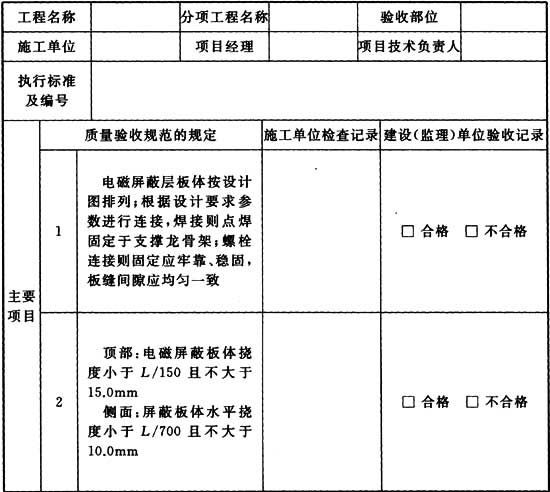 工程名称 分项工程名称 验收部位
施工单位 项目经理 项目技术负责人
执行标准
及编号
质量验收规范的规定 施工单位检查记录 建设(监理)单位验收记录
主要
项目
1
电磁屏蔽层板体按设计
图排列;根据设计要求参
数进行连接,焊接则点焊
固定于支撑龙骨架;螺栓
连接则固定应牢靠、稳固,
板缝间隙应均匀一致
□ 合格 □ 不合格
2
顶部:电磁屏蔽板体挠
度小于 L/150 且不大于
15.0mm
侧面:屏蔽板体水平挠
度小于 L/700 且不大于
10.0mm
□ 合格 □ 不合格